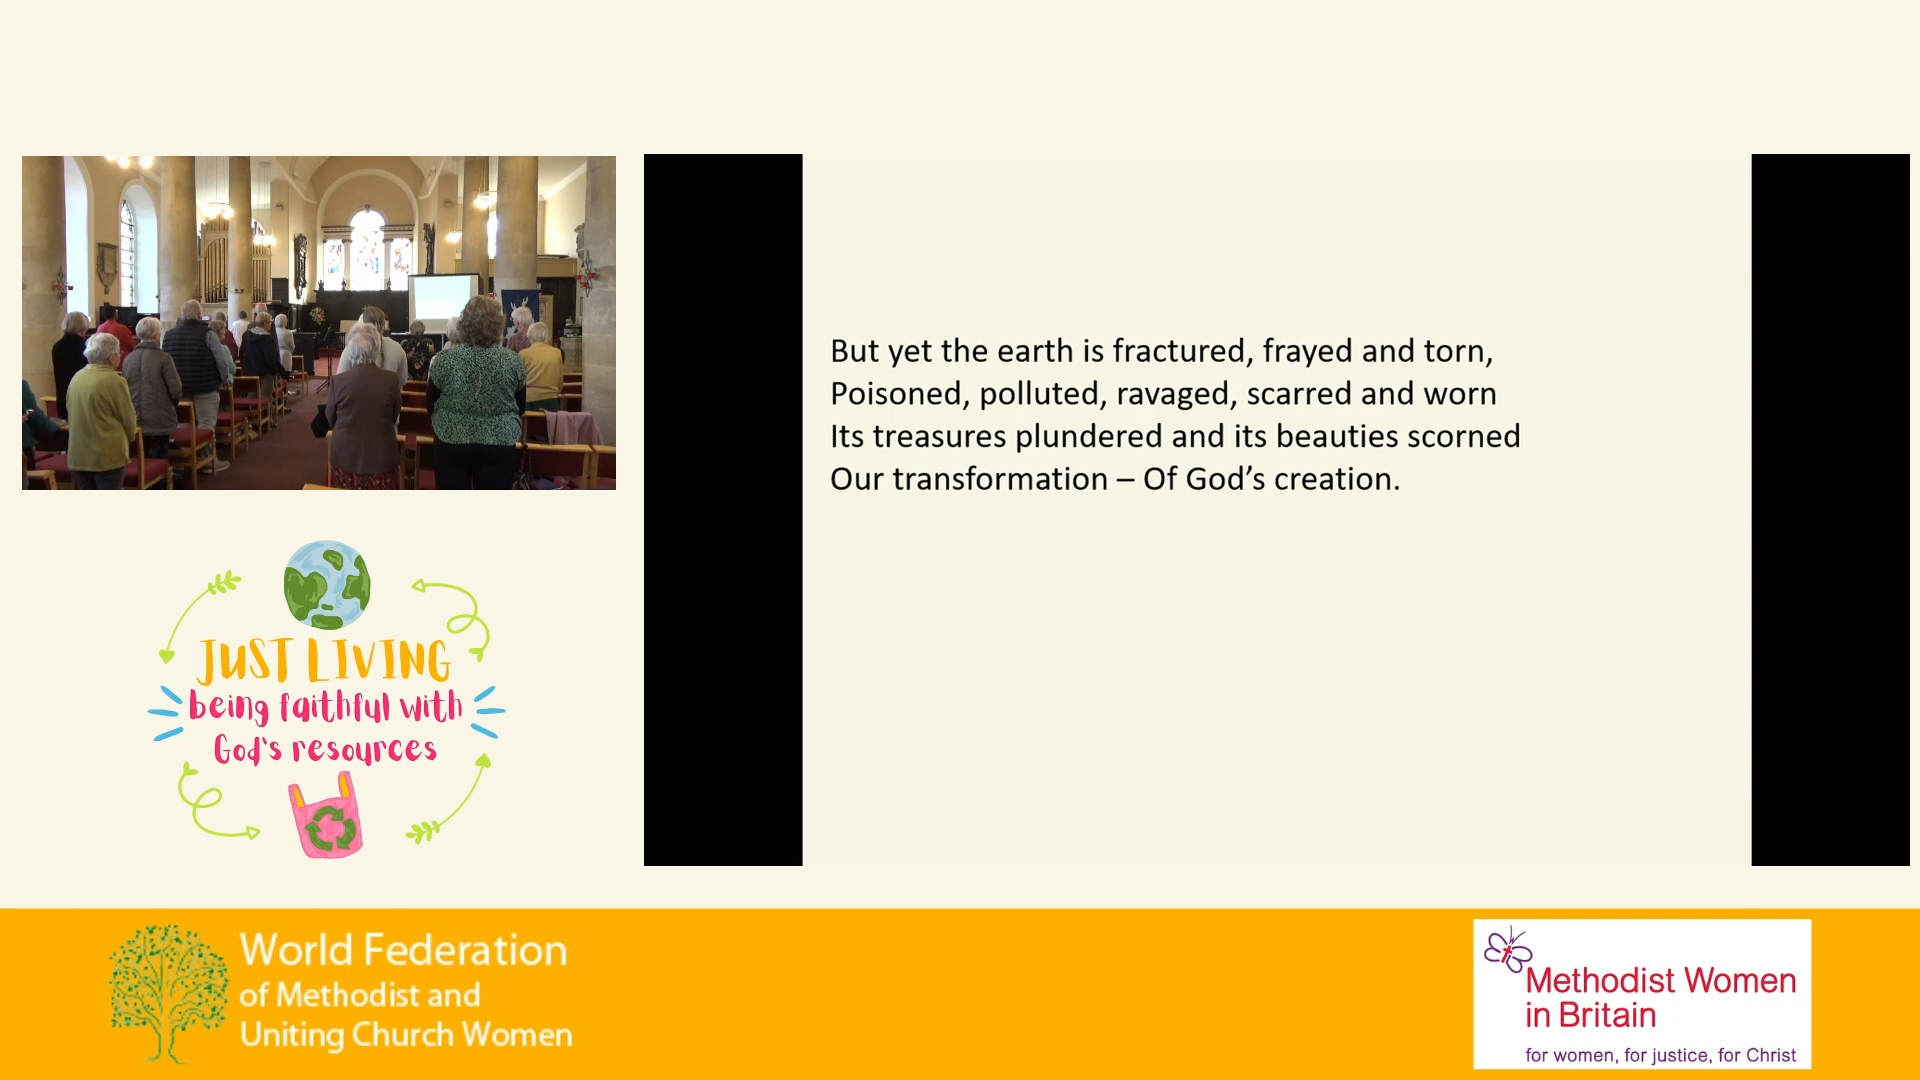 But yet the earth is fractured, frayed and torn,
Poisoned, polluted, ravaged, scarred and worn
Its treasures plundered and its beauties scorned
Our transformation – Of God’s creation.
JUST LIVING
being faithful with
God's resources
World Federation
of Methodist and
Uniting Church Women
Methodist Women
in Britain
for women, for justice, for Christ